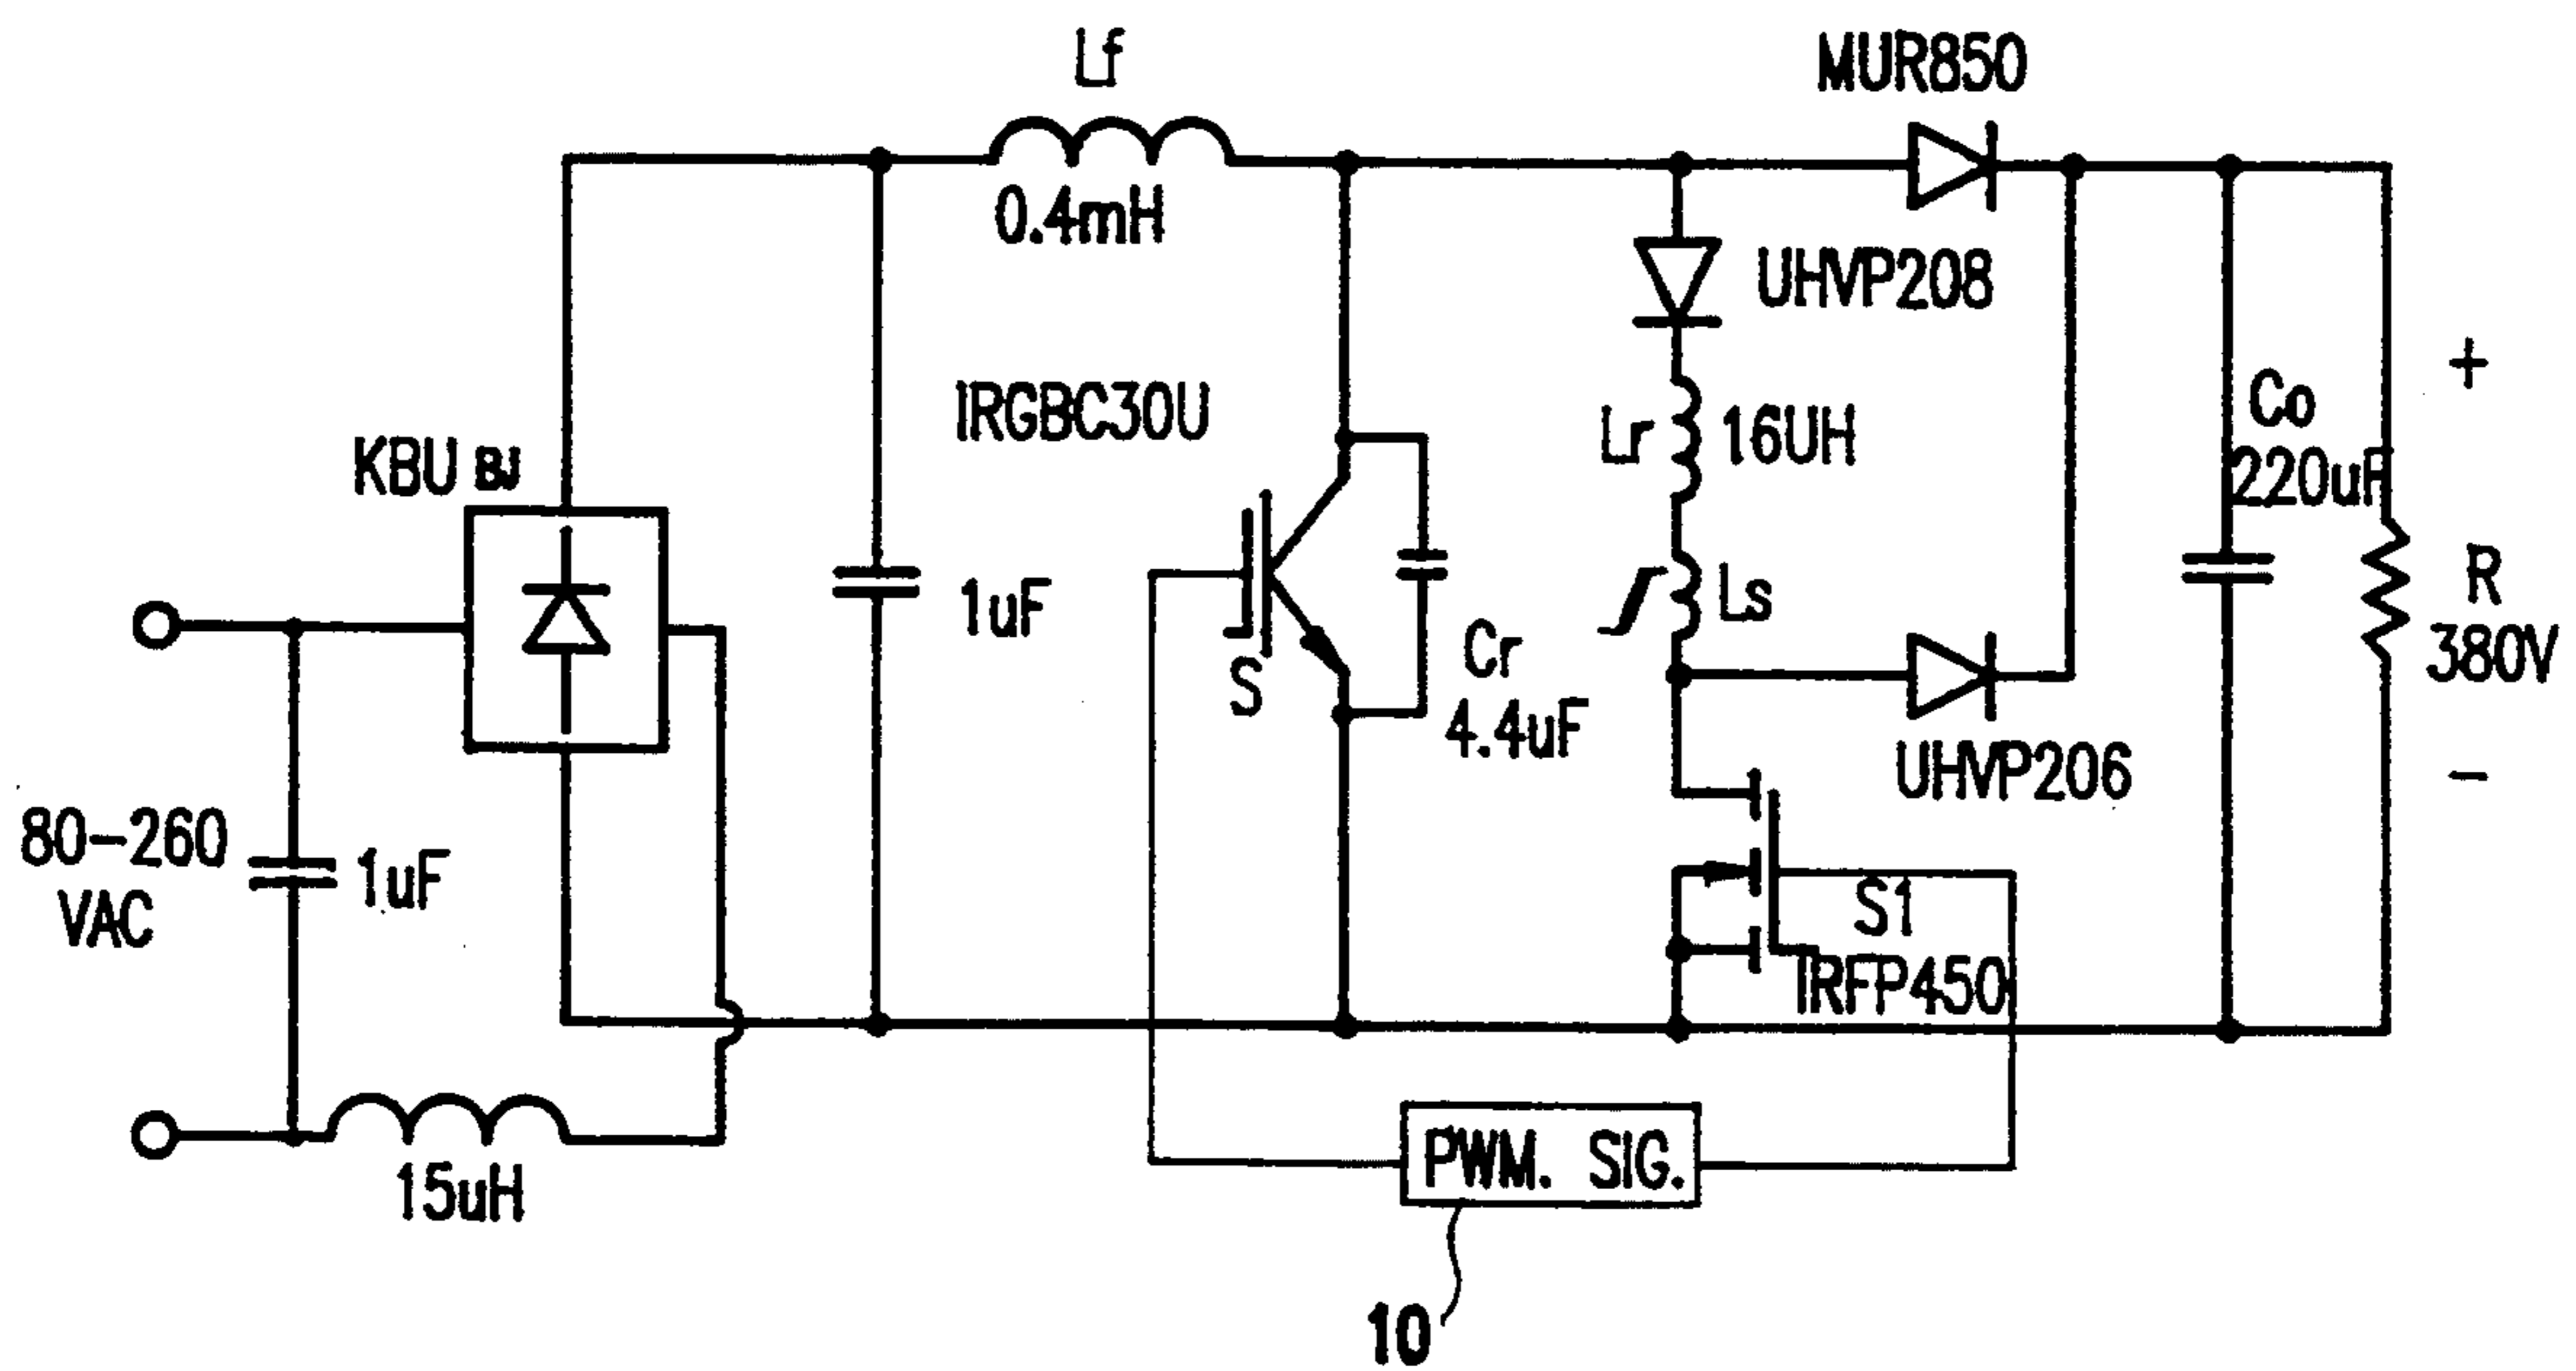 Lf
0.4mH
MUR850
UHVP208
IRGBC30U
Lr 16UH
Co
220uF
KBU BJ
1uF
S
Cr
4.4uF
Ls
R
380V
+
-
UHVP206
80-260
VAC
1uF
S1
IRFP450
15uH
PWM. SIG.
10